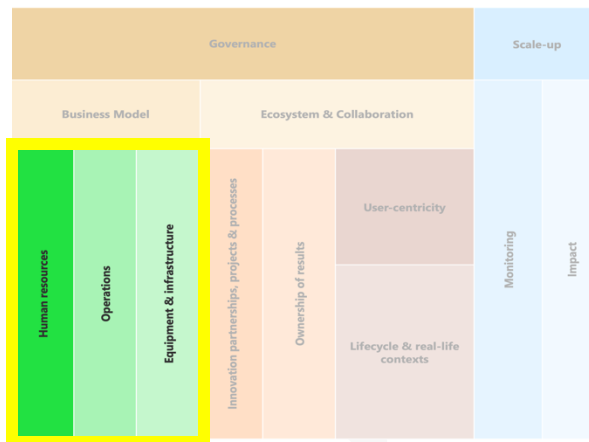 Governance
Scale-up
Business Model
Ecosystem & Collaboration
Human resources
Operations
Equipment & infrastructure
Innovation partnerships, projects & processes
Ownership of results
User-centricity
Lifecycle & real-life
contexts
Monitoring
Impact